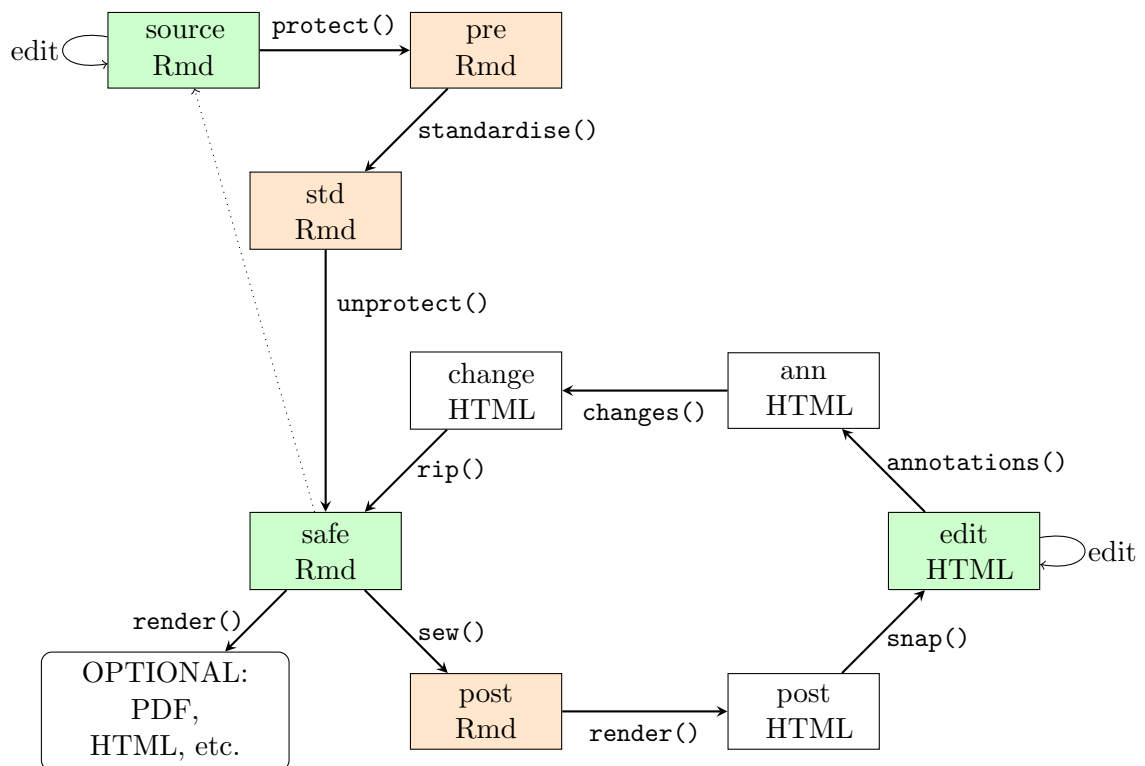 source
Rmd
edit
protect()
pre
Rmd
standardise()
std
Rmd
unprotect()
change
HTML
changes()
ann
HTML
rip()
annotations()
safe
Rmd
edit
HTML
edit
render()
sew()
snap()
OPTIONAL:
PDF,
HTML, etc.
post
Rmd
render()
post
HTML